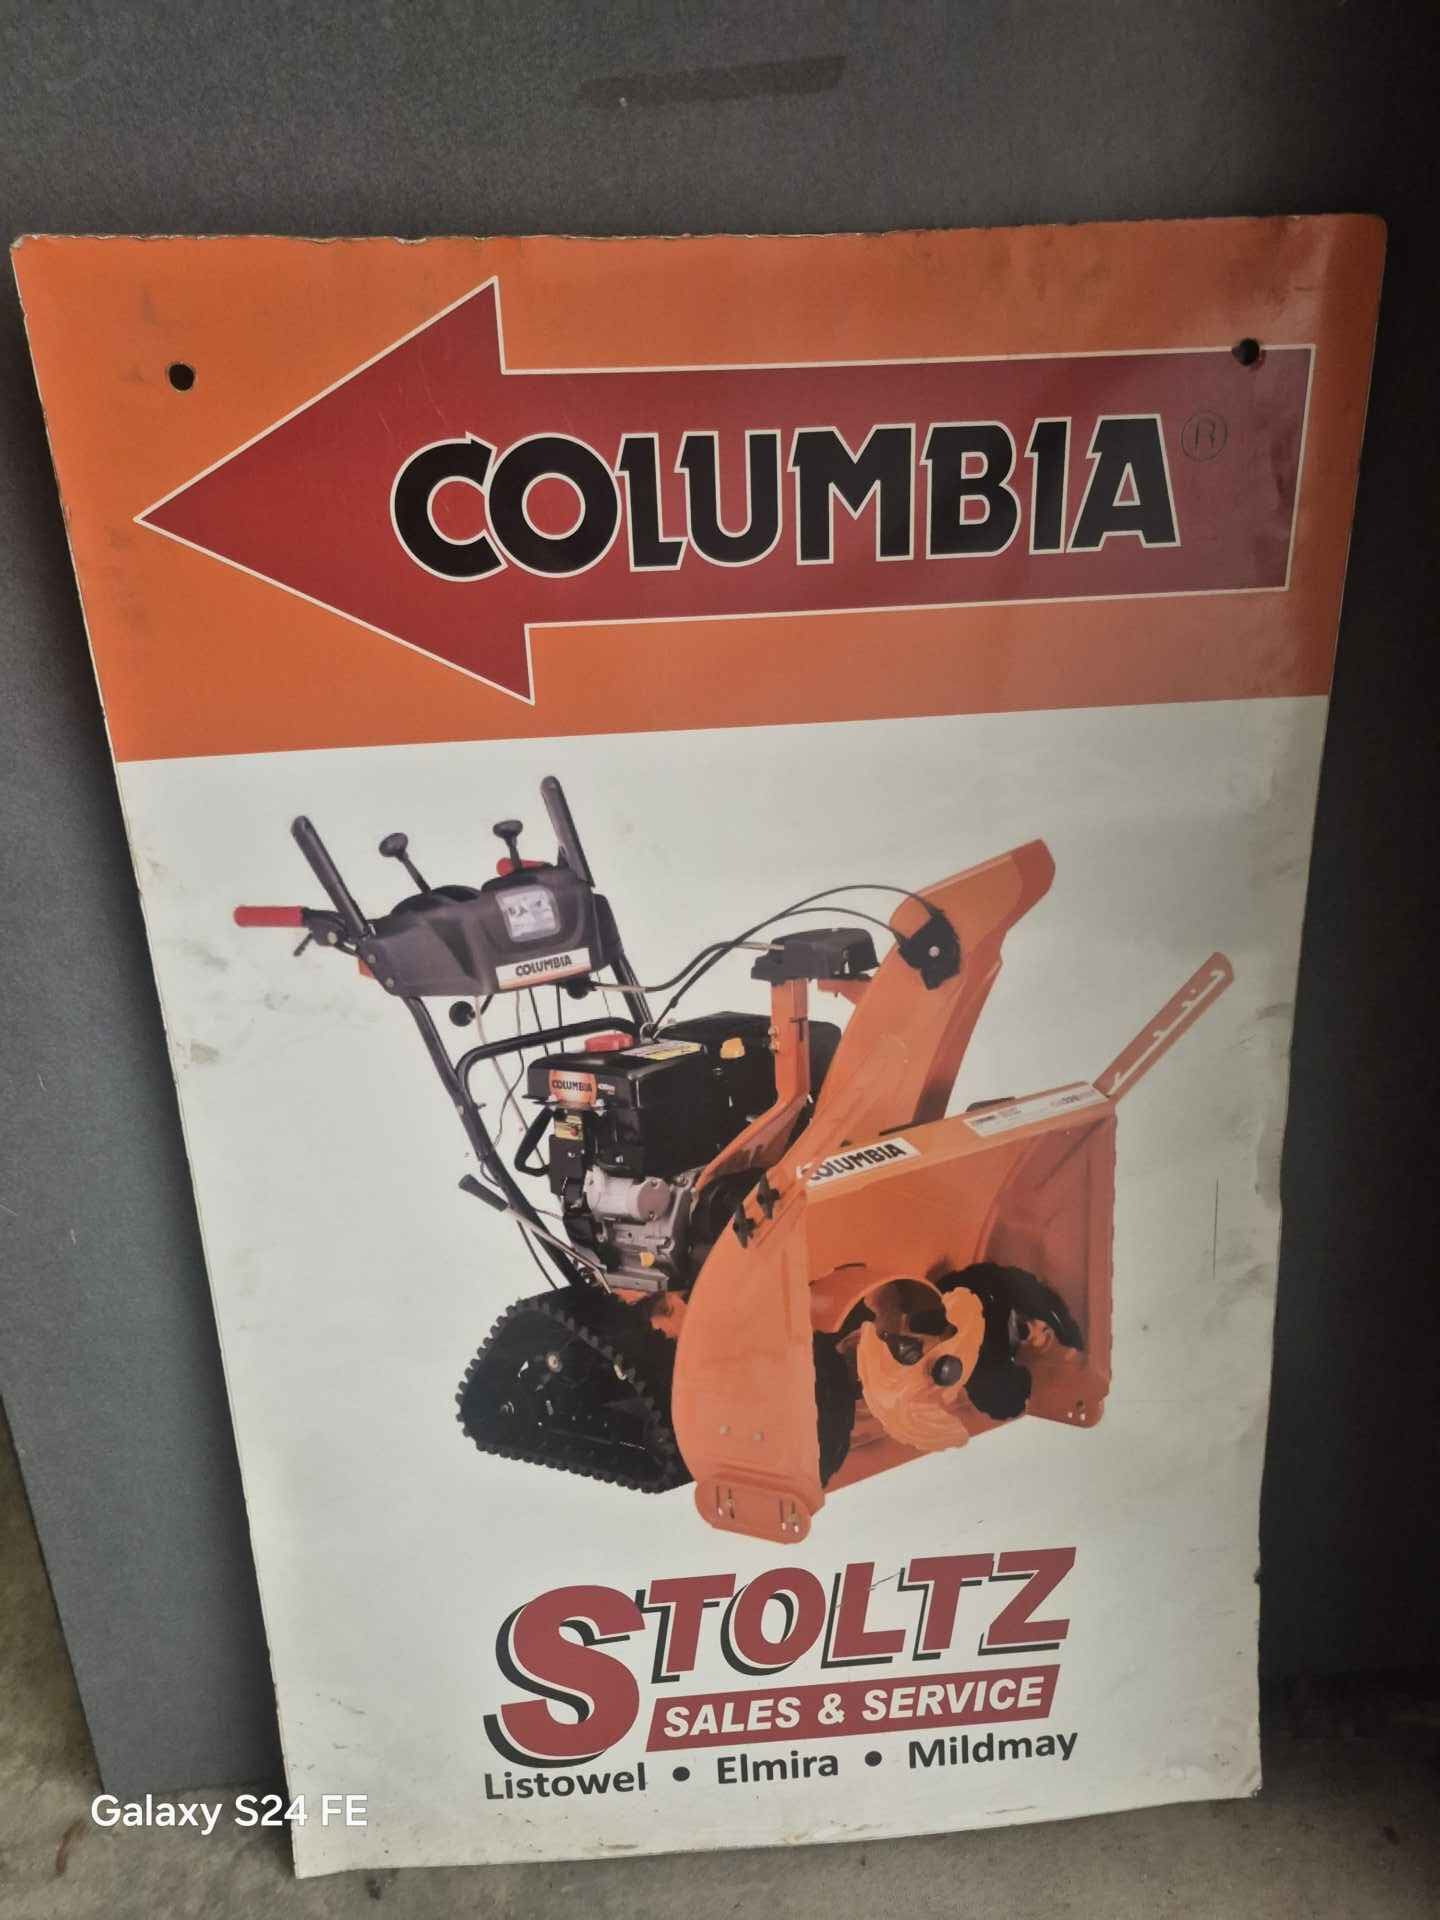 COLUMBIA ®
COLUMBIA
COLUMBIA
COLUMBIA
STOLTZ
SALES & SERVICE
Listowel • Elmira • Mildmay
Galaxy S24 FE